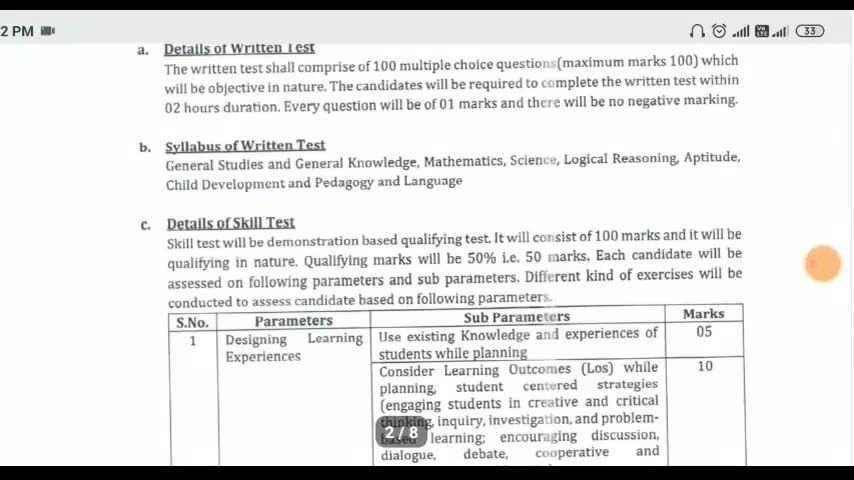 2 PM
33
a. Details of Written Test
The written test shall comprise of 100 multiple choice questions(maximum marks 100) which
will be objective in nature. The candidates will be required to complete the written test within
02 hours duration. Every question will be of 01 marks and there will be no negative marking.
b. Syllabus of Written Test
General Studies and General Knowledge, Mathematics, Science, Logical Reasoning, Aptitude,
Child Development and Pedagogy and Language
c. Details of Skill Test
Skill test will be demonstration based qualifying test. It will consist of 100 marks and it will be
qualifying in nature. Qualifying marks will be 50% i.e. 50 marks. Each candidate will be
assessed on following parameters and sub parameters. Different kind of exercises will be
conducted to assess candidate based on following parameters.
S.No. Parameters Sub Parameters Marks
1 Designing Learning Use existing Knowledge and experiences of 05
Experiences students while planning
Consider Learning Outcomes (Los) while 10
planning, student centered strategies
(engaging students in creative and critical
thinking, inquiry, investigation, and problem-
based learning; encouraging discussion,
dialogue, debate, cooperative and
2/8